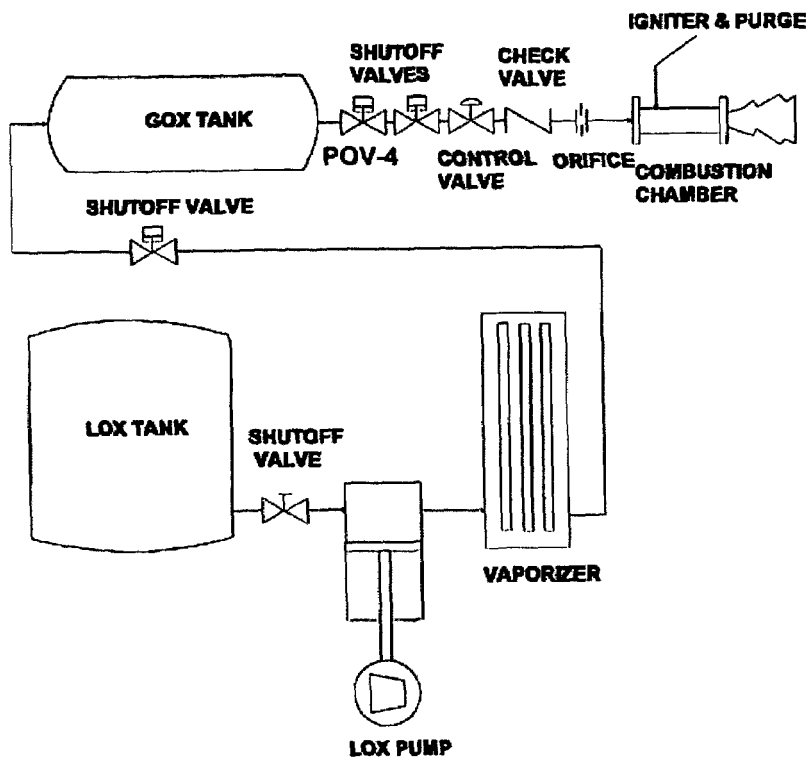 IGNITER & PURGE
SHUTOFF
VALVES
CHECK
VALVE
GOX TANK
POV-4
CONTROL
VALVE
ORIFICE
COMBUSTION
CHAMBER
SHUTOFF VALVE
LOX TANK
SHUTOFF
VALVE
VAPORIZER
LOX PUMP